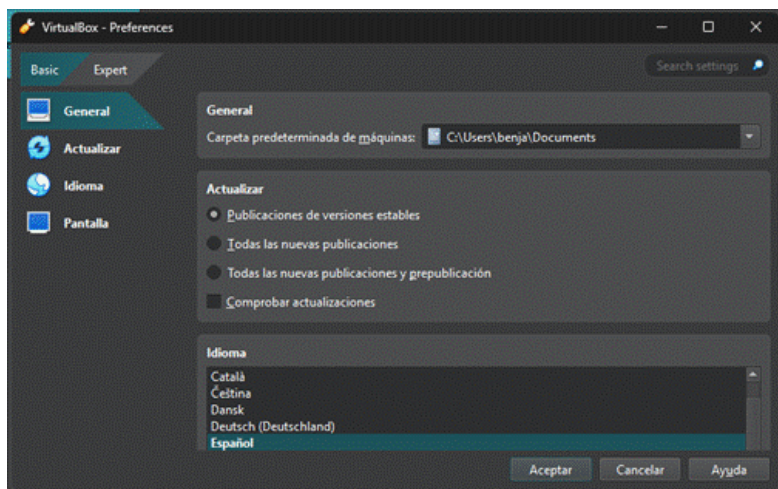 VirtualBox - Preferences
Basic Expert Search settings
General
Actualizar
Idioma
Pantalla
General
Carpeta predeterminada de máquinas: C:\Users\benja\Documents
Actualizar
Publicaciones de versiones estables
Todas las nuevas publicaciones
Todas las nuevas publicaciones y prepublicación
Comprobar actualizaciones
Idioma
Català
Čeština
Dansk
Deutsch (Deutschland)
Español
Aceptar Cancelar Ayuda